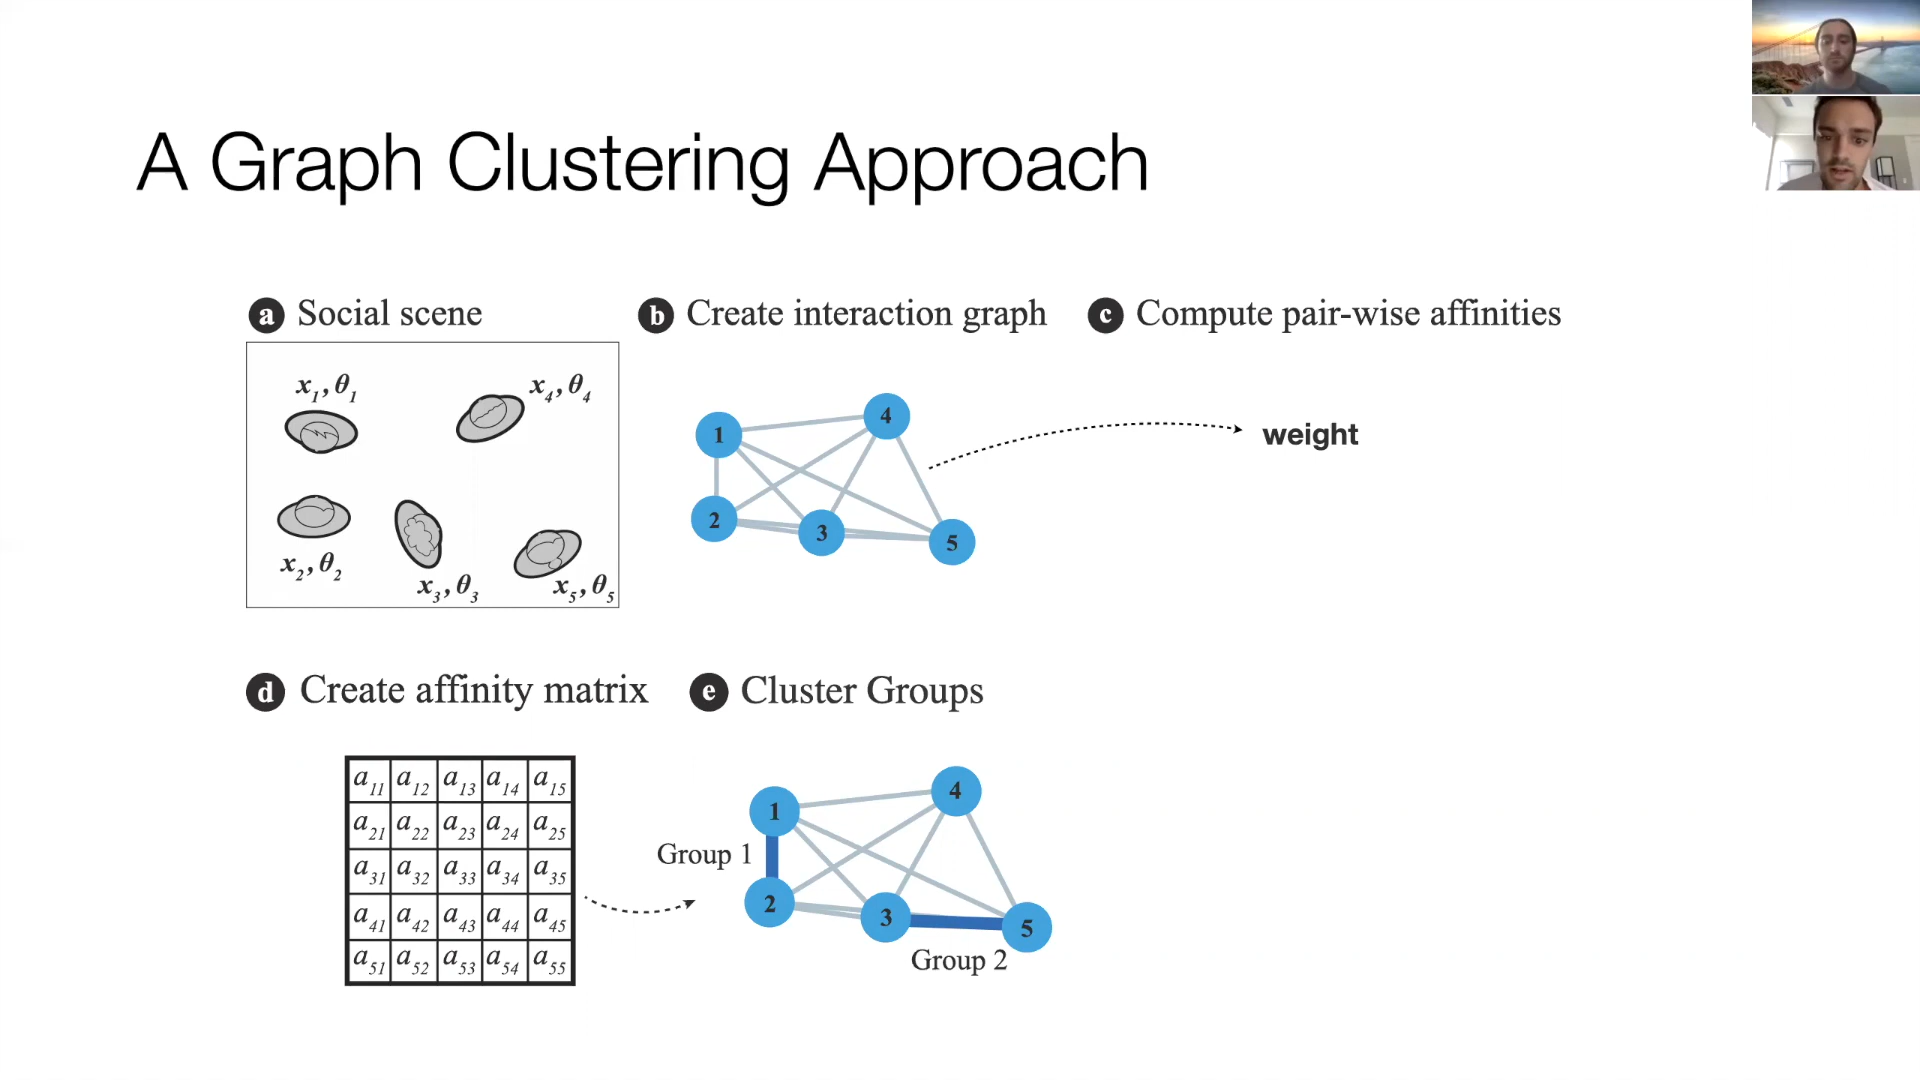 A Graph Clustering Approach
a Social scene
x1, θ1
x4, θ4
x2, θ2
x3, θ3
x5, θ5
b Create interaction graph
1
4
2
3
5
c Compute pair-wise affinities
weight
d Create affinity matrix
a11 a12 a13 a14 a15
a21 a22 a23 a24 a25
a31 a32 a33 a34 a35
a41 a42 a43 a44 a45
a51 a52 a53 a54 a55
e Cluster Groups
1
4
Group 1
2
3
5
Group 2